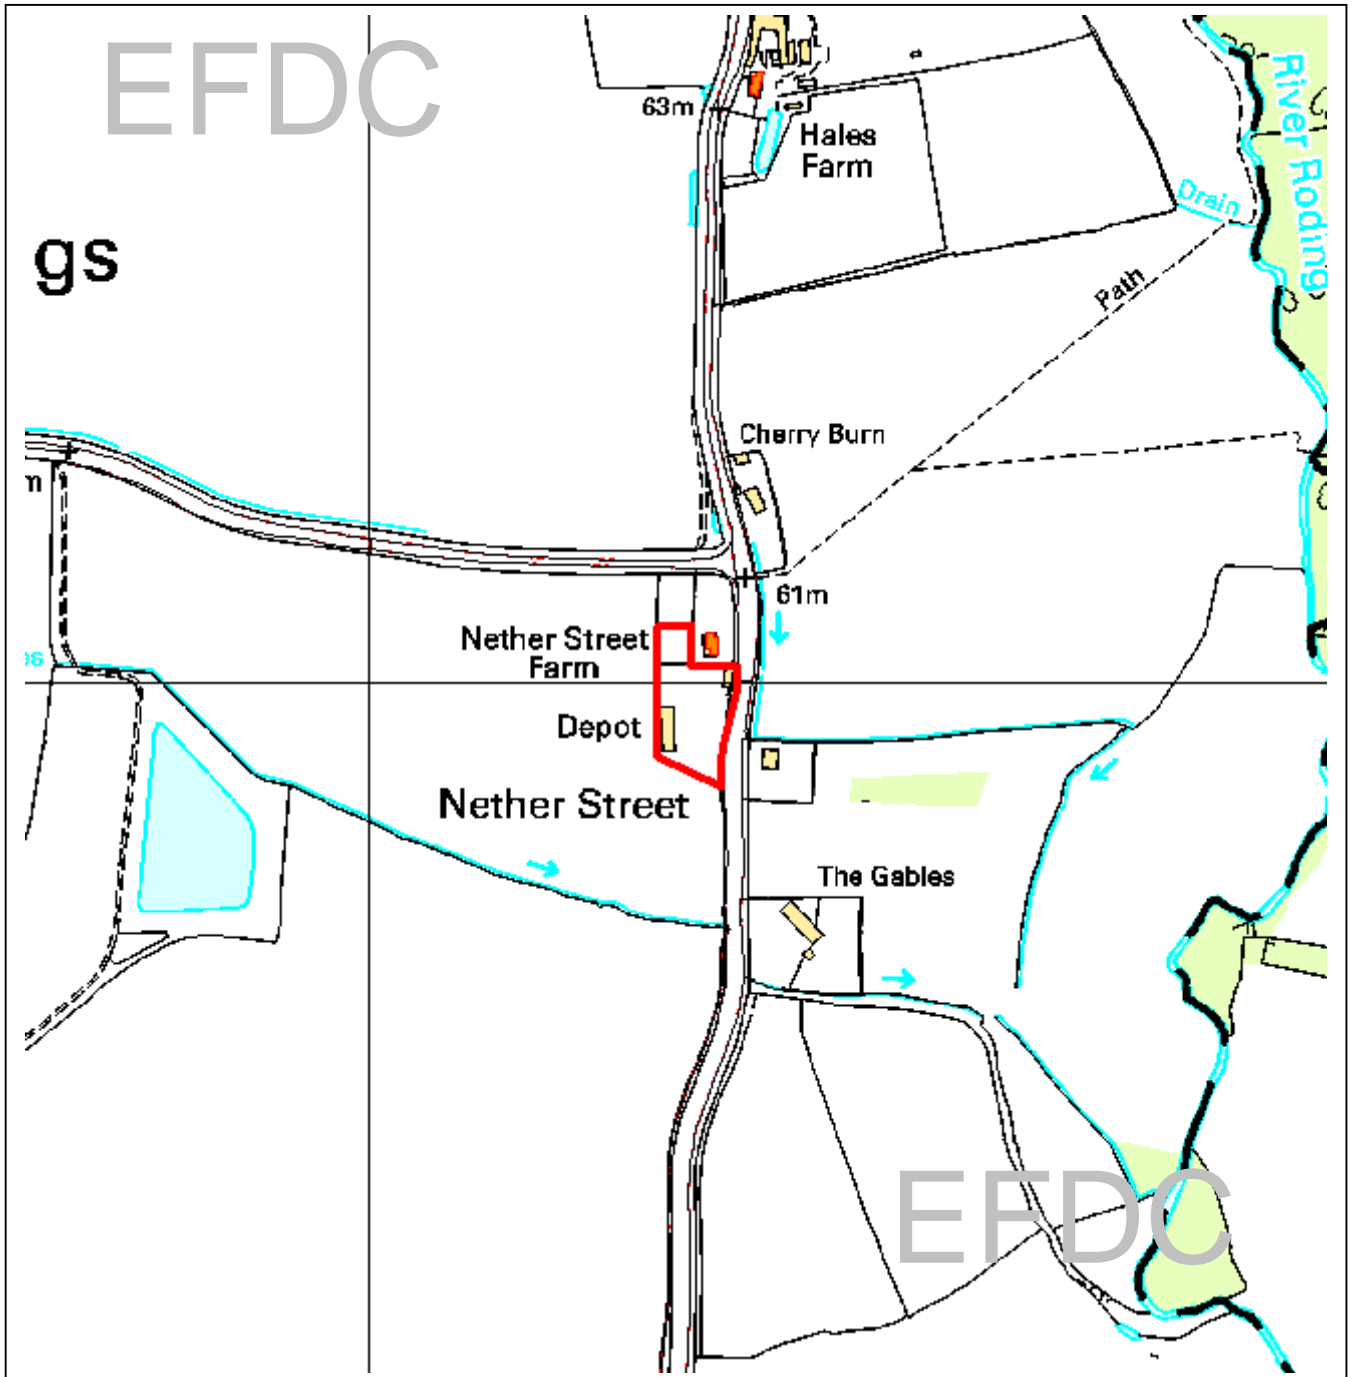 EFDC
63m
Hales
Farm
River Roding
Drain
gs
Path
Cherry Burn
m
61m
Nether Street
Farm
Depot
Nether Street
The Gables
EFDC